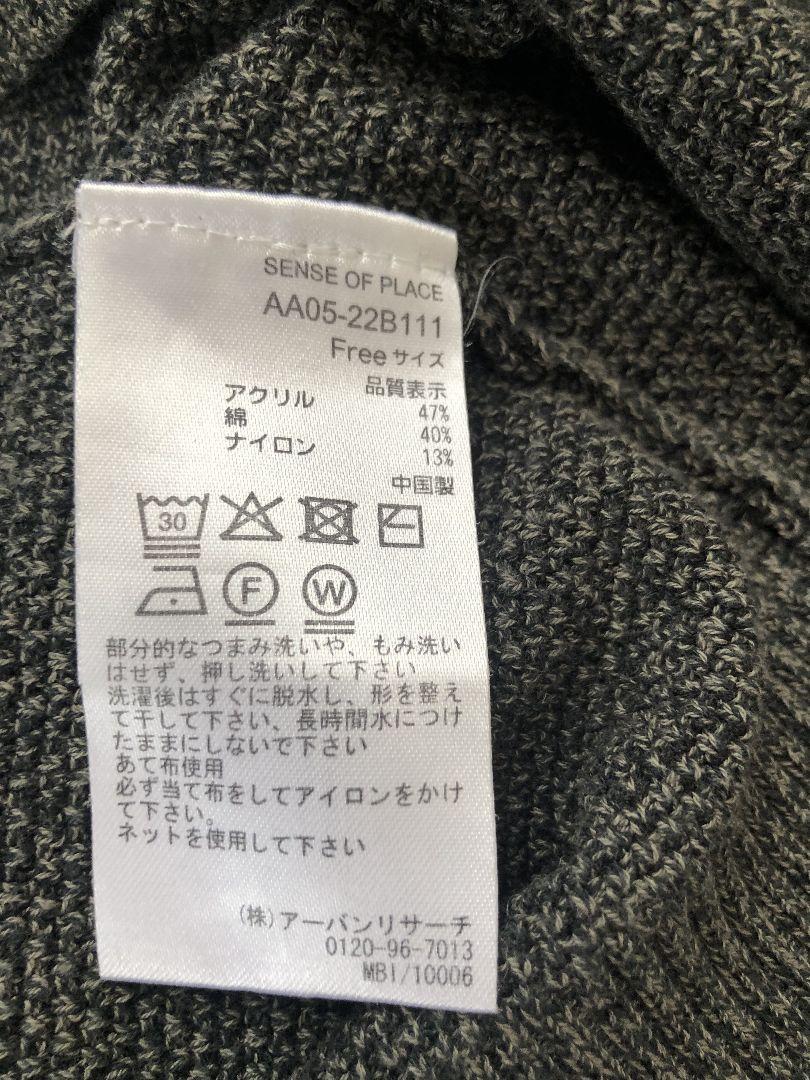 SENSE OF PLACE
AA05-22B111
Freeサイズ
品質表示
アクリル 47%
綿 40%
ナイロン 13%
中国製
30
F W
部分的なつまみ洗いや、もみ洗い
はせず、押し洗いして下さい
洗濯後はすぐに脱水し、形を整え
て干して下さい、長時間水につけ
たままにしないで下さい
あて布使用
必ず当て布をしてアイロンをかけ
て下さい。
ネットを使用して下さい
(株)アーバンリサーチ
0120-96-7013
MBI/10006